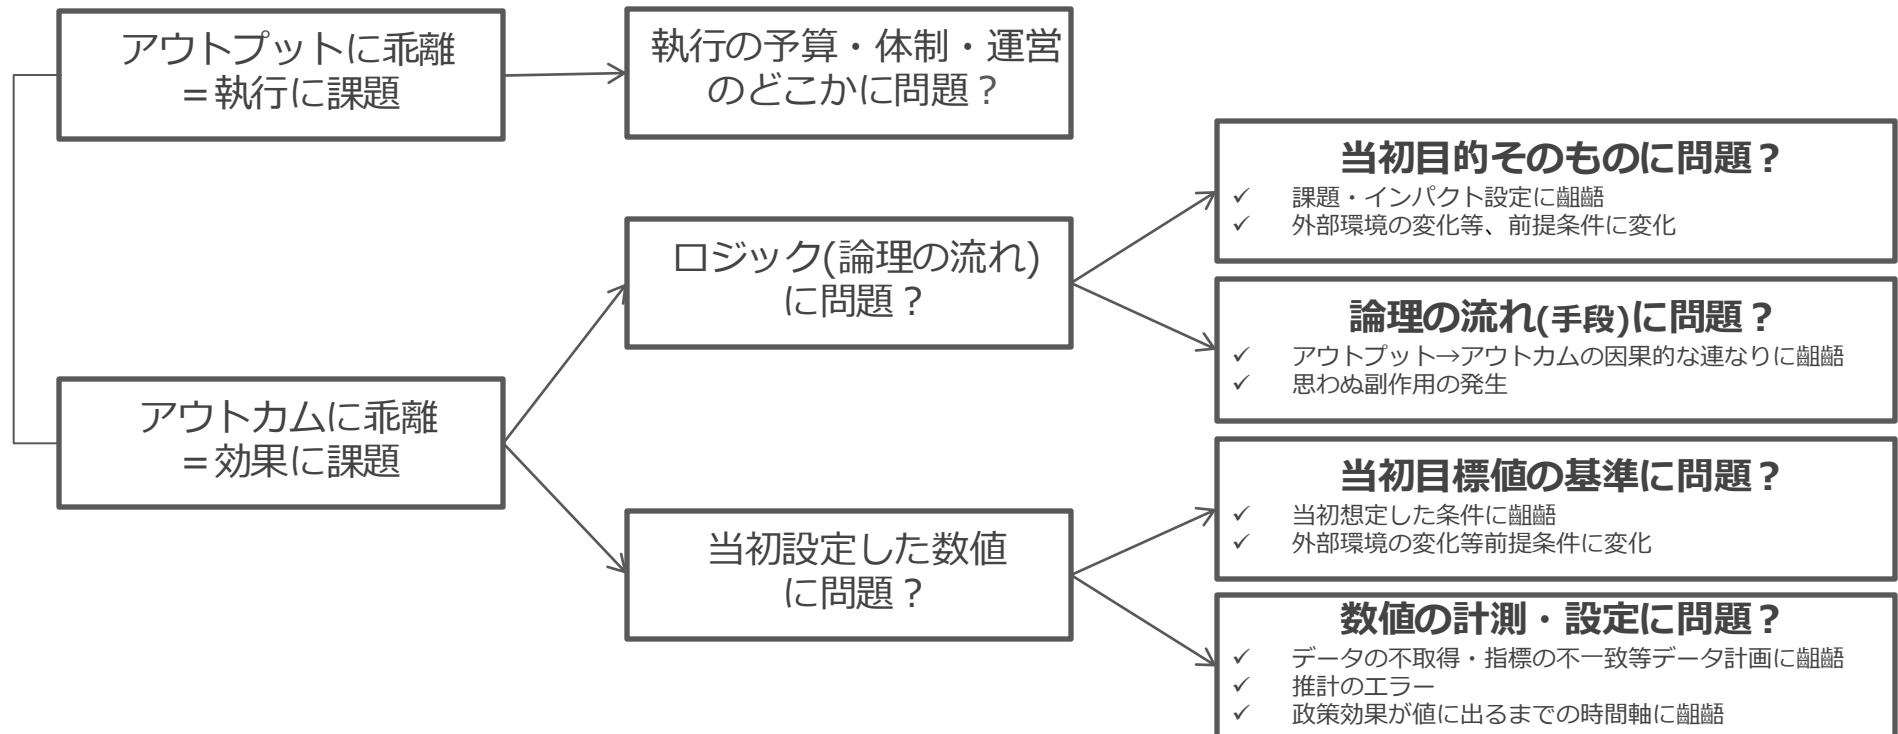 アウトプットに乖離
=執行に課題
執行の予算・体制・運営
のどこかに問題？
アウトカムに乖離
=効果に課題
ロジック(論理の流れ)
に問題？
当初設定した数値
に問題？
当初目的そのものに問題？
✓ 課題・インパクト設定に齟齬
✓ 外部環境の変化等、前提条件に変化
論理の流れ(手段)に問題？
✓ アウトプット→アウトカムの因果的な連なりに齟齬
✓ 思わぬ副作用の発生
当初目標値の基準に問題？
✓ 当初想定した条件に齟齬
✓ 外部環境の変化等前提条件に変化
数値の計測・設定に問題？
✓ データの不取得・指標の不一致等データ計画に齟齬
✓ 推計のエラー
✓ 政策効果が値に出るまでの時間軸に齟齬